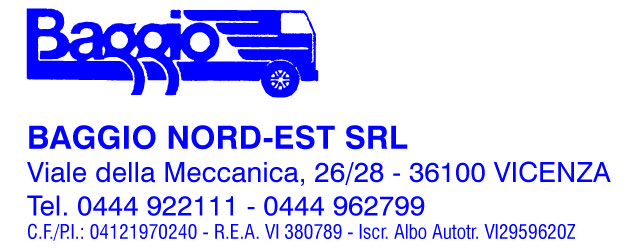 Baggio
BAGGIO NORD-EST SRL
Viale della Meccanica, 26/28 - 36100 VICENZA
Tel. 0444 922111 - 0444 962799
C.F./P.I.: 04121970240 - R.E.A. VI 380789 - Iscr. Albo Autotr. VI2959620Z